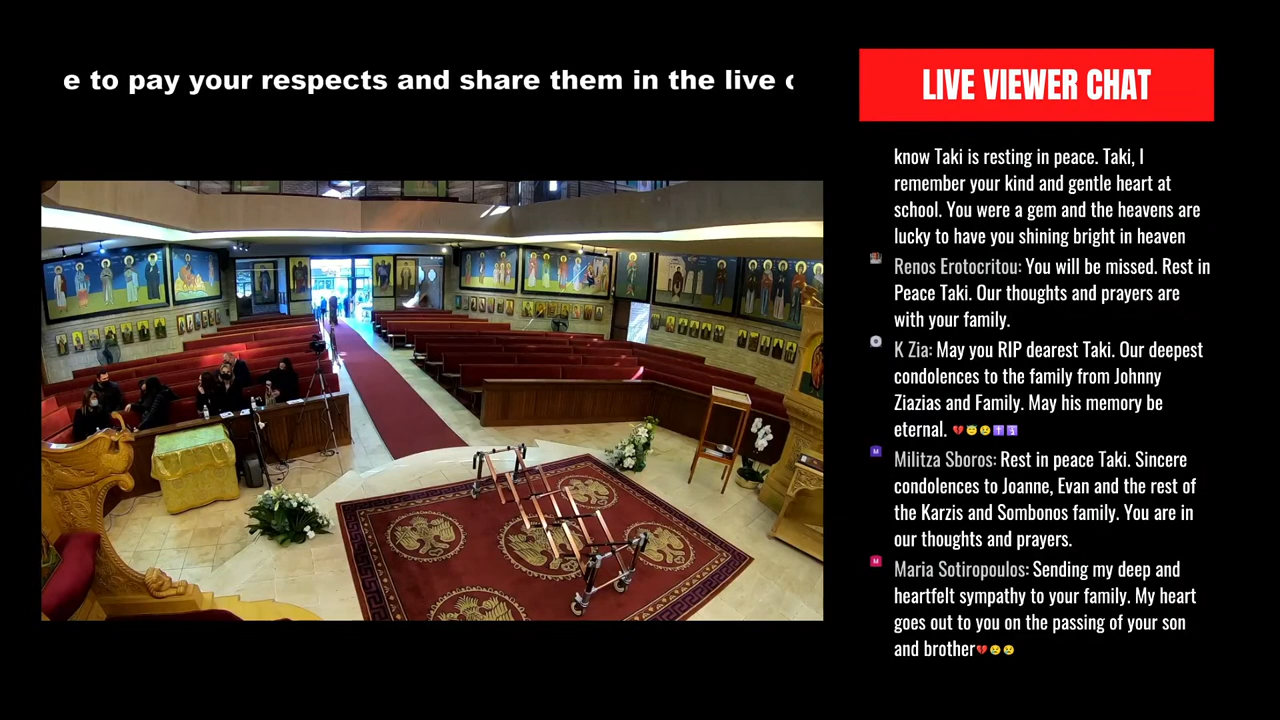 e to pay your respects and share them in the live
LIVE VIEWER CHAT
know Taki is resting in peace. Taki, I
remember your kind and gentle heart at
school. You were a gem and the heavens are
lucky to have you shining bright in heaven
Renos Erotocritou: You will be missed. Rest in
Peace Taki. Our thoughts and prayers are
with your family.
K Zia: May you RIP dearest Taki. Our deepest
condolences to the family from Johnny
Ziazias and Family. May his memory be
eternal. 💔😇😢✝️🛐
Militza Sboros: Rest in peace Taki. Sincere
condolences to Joanne, Evan and the rest of
the Karzis and Sombonos family. You are in
our thoughts and prayers.
Maria Sotiropoulos: Sending my deep and
heartfelt sympathy to your family. My heart
goes out to you on the passing of your son
and brother💔😢😢